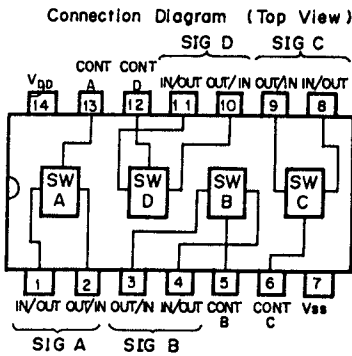 Connection Diagram (Top View)
SIG D SIG C
CONT CONT
VDD A D IN/OUT OUT/IN OUT/IN IN/OUT
14 13 12 11 10 9 8
SW SW SW SW
A D B C
1 2 3 4 5 6 7
IN/OUT OUT/IN OUT/IN IN/OUT CONT CONT Vss
B C
SIG A SIG B